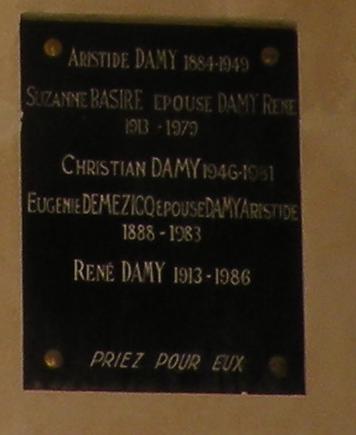 ARISTIDE DAMY 1884-1949
SUZANNE BASIRE EPOUSE DAMY RENE
1913 - 1979
CHRISTIAN DAMY 1946-1981
EUGENIE DEMEZICQ EPOUSE DAMY ARISTIDE
1888 - 1983
RENÉ DAMY 1913-1986
PRIEZ POUR EUX